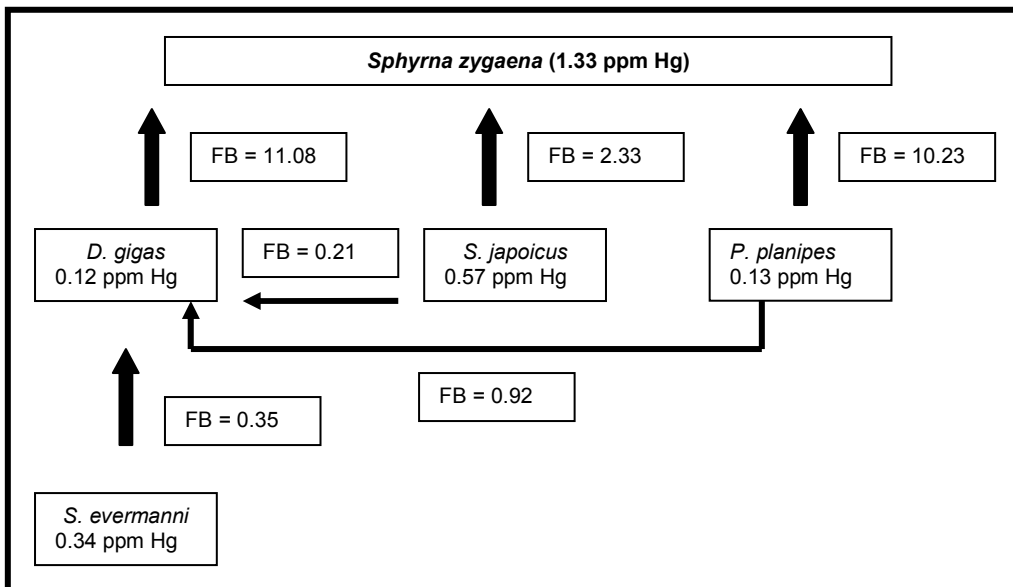 Sphyrna zygaena (1.33 ppm Hg)
FB = 11.08
FB = 2.33
FB = 10.23
D. gigas
0.12 ppm Hg
FB = 0.21
S. japoicus
0.57 ppm Hg
P. planipes
0.13 ppm Hg
FB = 0.92
FB = 0.35
S. evermanni
0.34 ppm Hg